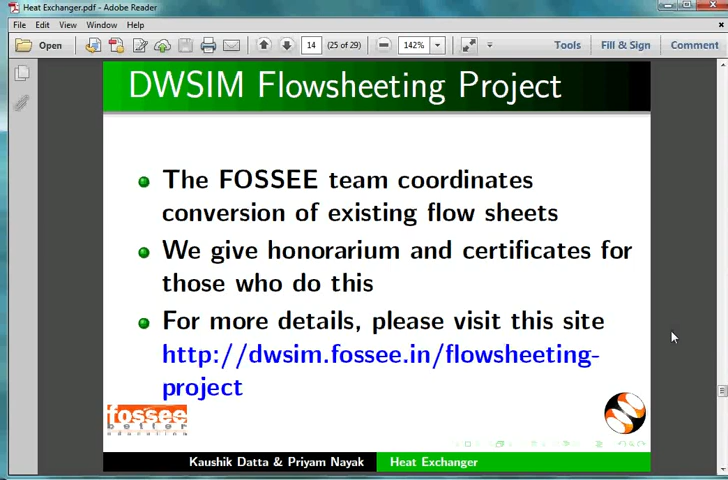 Heat Exchanger.pdf - Adobe Reader
File Edit View Window Help
Open 14 (25 of 29) 142% Tools Fill & Sign Comment
DWSIM Flowsheeting Project
The FOSSEE team coordinates
conversion of existing flow sheets
We give honorarium and certificates for
those who do this
For more details, please visit this site
http://dwsim.fossee.in/flowsheeting-
project
fossee
better
education
Kaushik Datta & Priyam Nayak Heat Exchanger